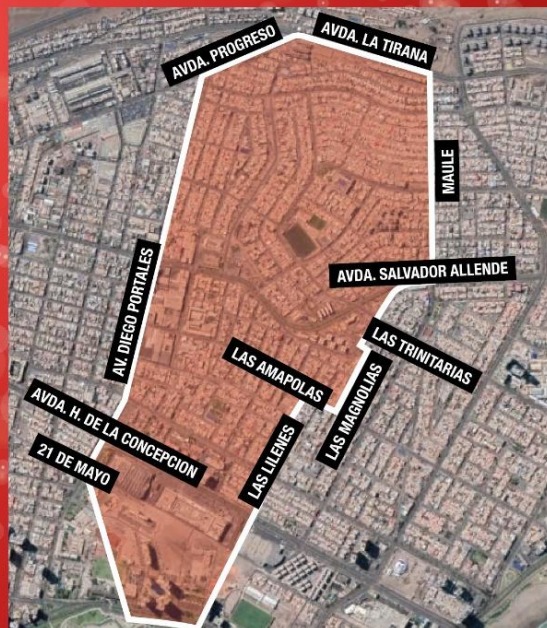 AVDA. PROGRESO
AVDA. LA TIRANA
MAULE
AVDA. SALVADOR ALLENDE
AV. DIEGO PORTALES
LAS TRINITARIAS
LAS AMAPOLAS
LAS MAGNOLIAS
AVDA. H. DE LA CONCEPCION
LAS LILENES
21 DE MAYO